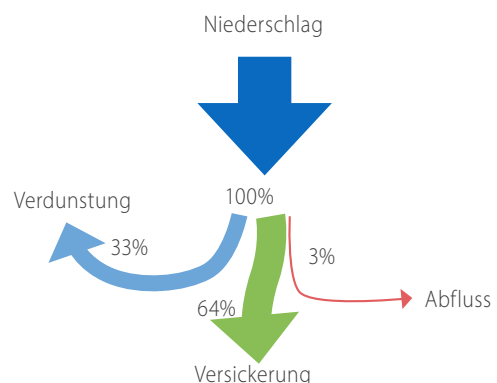 Niederschlag
100%
Verdunstung
33%
3%
64%
Abfluss
Versickerung